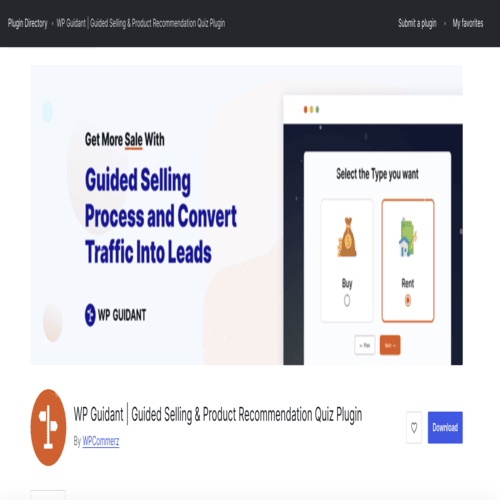 Plugin Directory › WP Guidant | Guided Selling & Product Recommendation Quiz Plugin
Submit a plugin
My favorites
Get More Sale With
Guided Selling
Process and Convert
Traffic Into Leads
WP GUIDANT
Select the Type you want
Buy
Rent
← Prev
Next →
WP Guidant | Guided Selling & Product Recommendation Quiz Plugin
By WPCommerz
Download